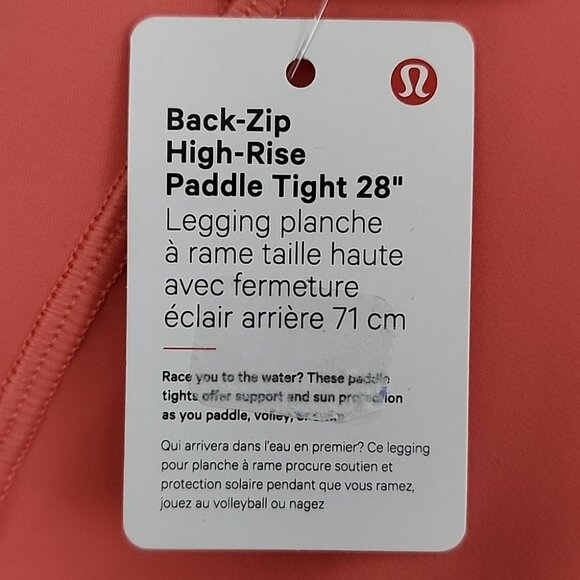 Back-Zip
High-Rise
Paddle Tight 28"
Legging planche
à rame taille haute
avec fermeture
éclair arrière 71 cm
Race you to the water? These paddle
tights offer support and sun protection
as you paddle, volley,
Qui arrivera dans l'eau en premier? Ce legging
pour planche à rame procure soutien et
protection solaire pendant que vous ramez,
jouez au volleyball ou nagez